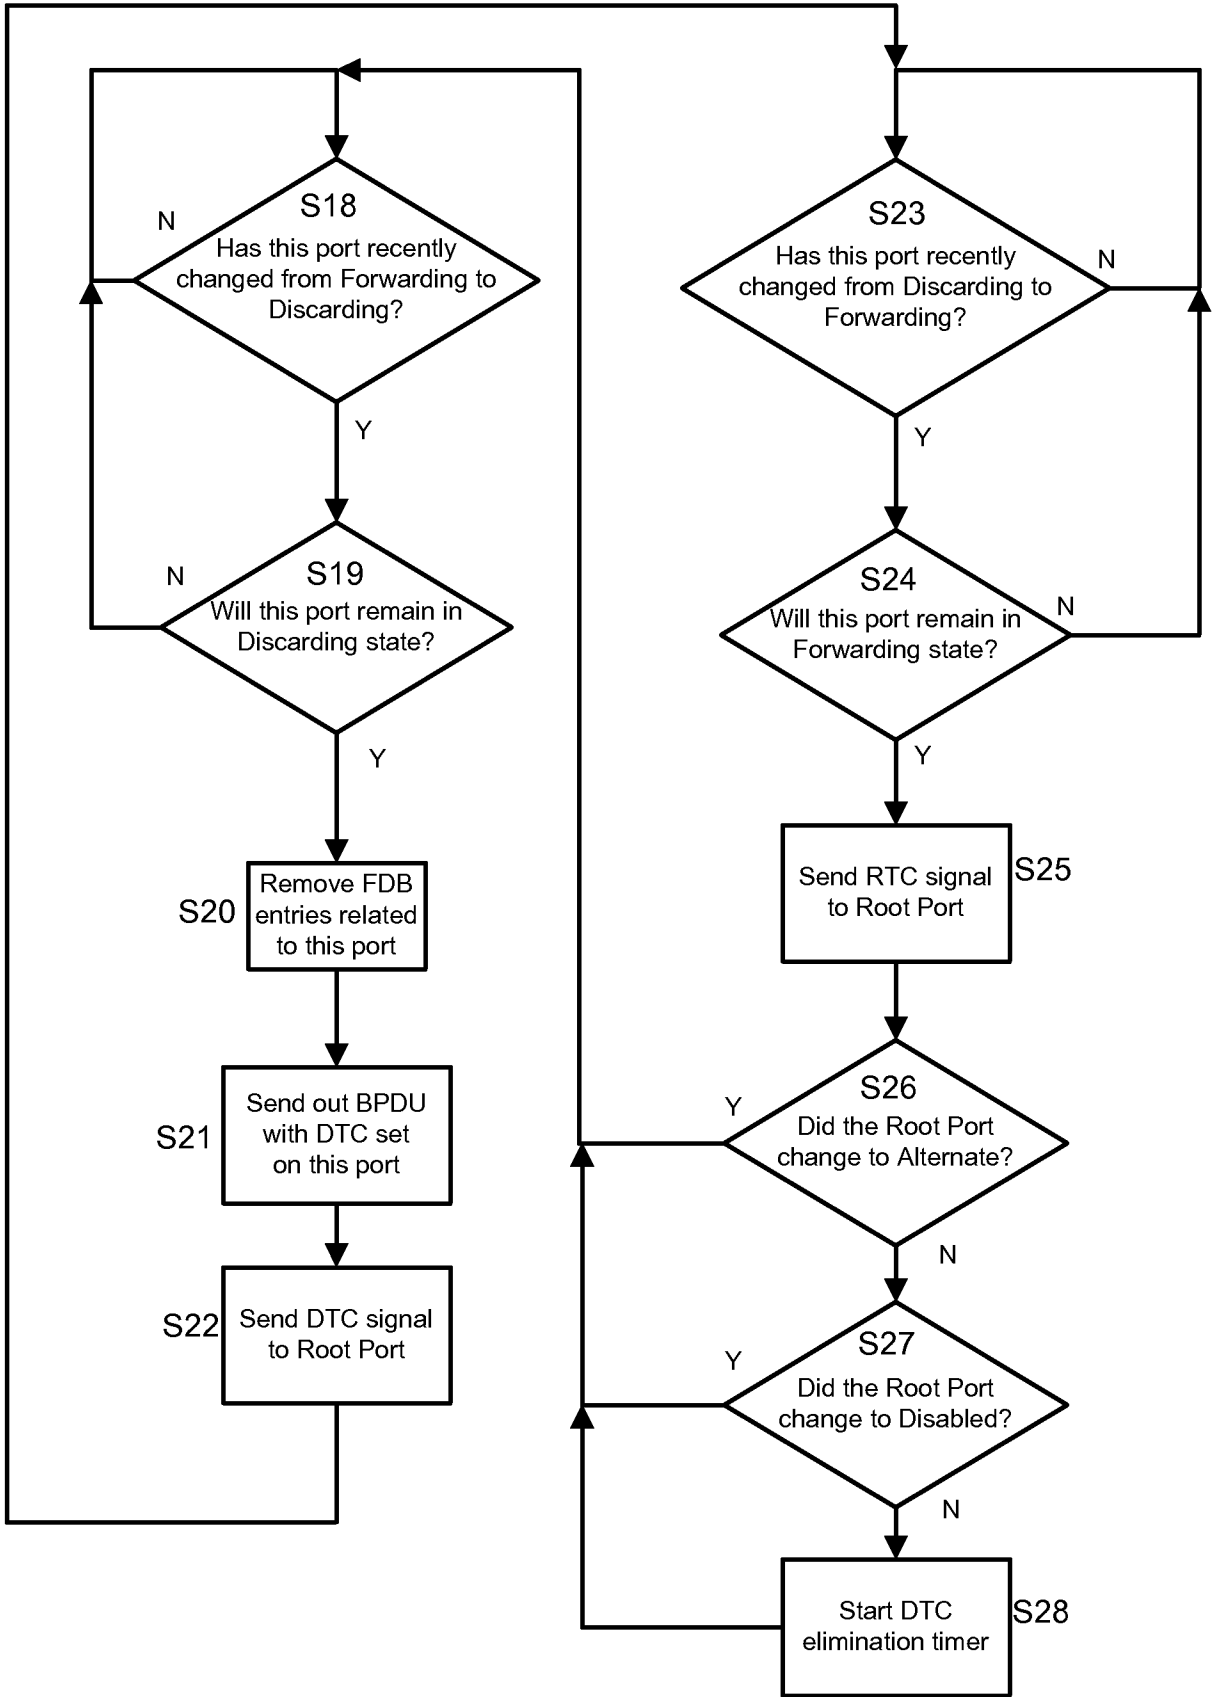 S18
Has this port recently
changed from Forwarding to
Discarding?
N
Y
S19
Will this port remain in
Discarding state?
N
Y
S20
Remove FDB
entries related
to this port
S21
Send out BPDU
with DTC set
on this port
S22
Send DTC signal
to Root Port
S23
Has this port recently
changed from Discarding to
Forwarding?
N
Y
S24
Will this port remain in
Forwarding state?
N
Y
Send RTC signal
to Root Port
S25
S26
Did the Root Port
change to Alternate?
Y
N
S27
Did the Root Port
change to Disabled?
Y
N
Start DTC
elimination timer
S28